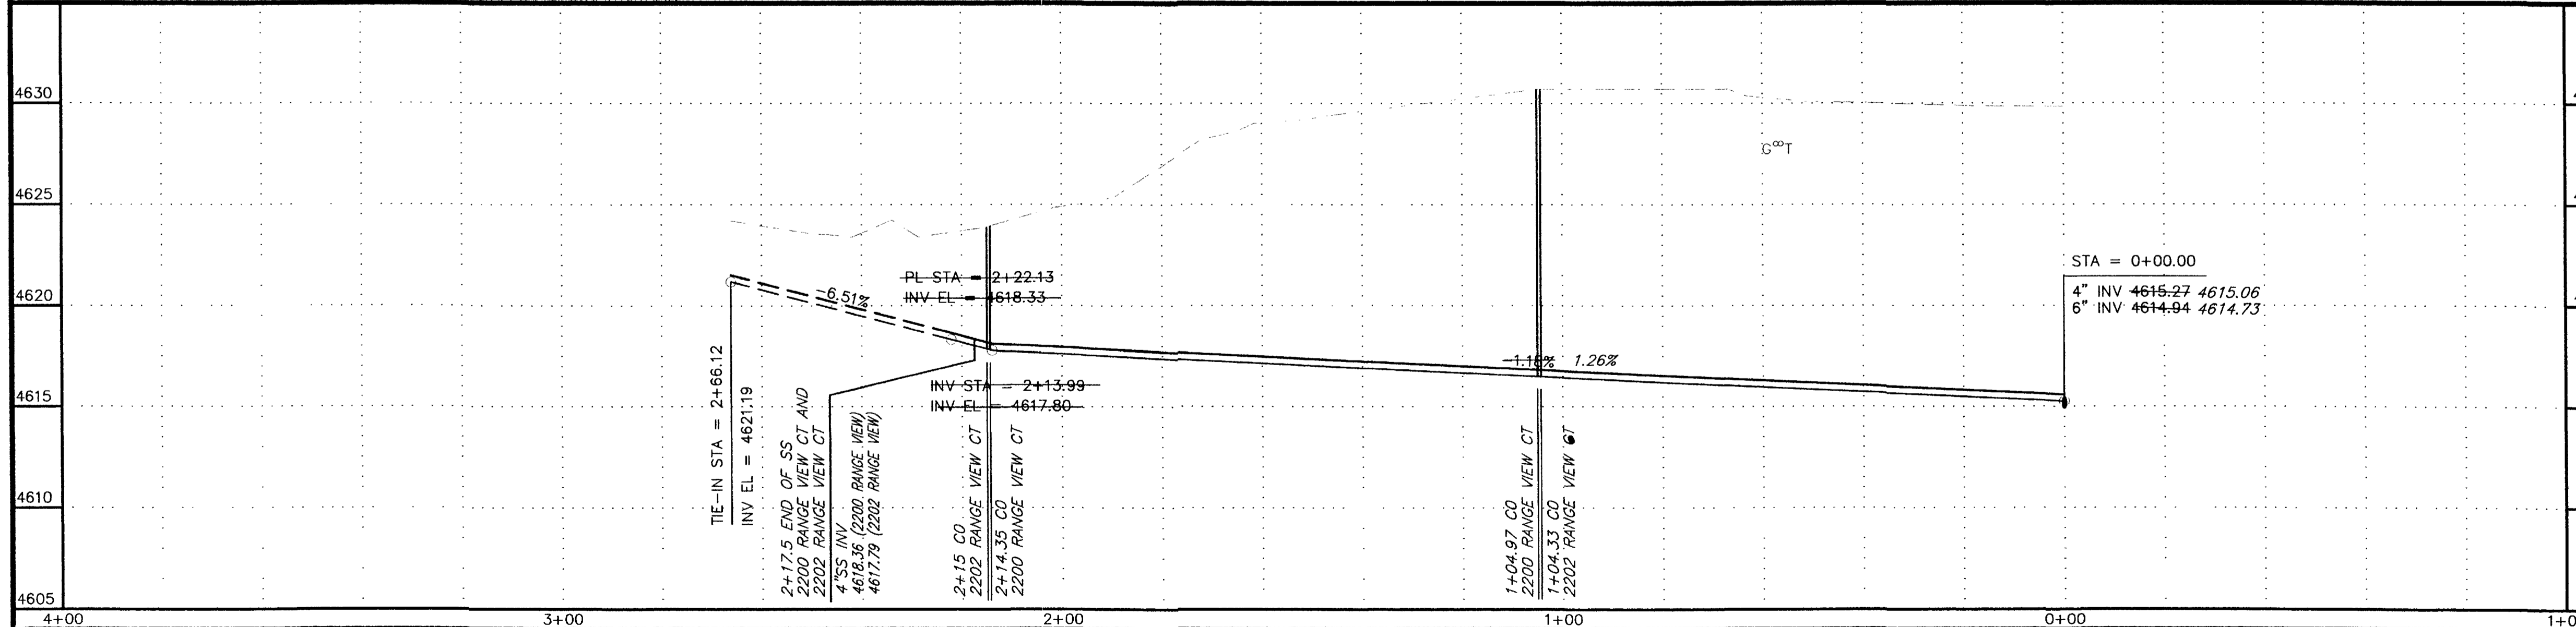 4630
4625
4620
4615
4610
4605
4+00
3+00
2+00
1+00
0+00
TIE-IN STA = 2+66.12
INV EL = 4621.19
-6.51%
PL STA = 2+22.13
INV EL = 4618.33
INV STA = 2+13.99
INV EL = 4617.80
2+17.5 END OF SS
2200 RANGE VIEW CT AND
2202 RANGE VIEW CT
4"SS INV
4618.36 (2200 RANGE VIEW)
4617.79 (2202 RANGE VIEW)
2+15 CO
2202 RANGE VIEW CT
2+14.35 CO
2200 RANGE VIEW CT
1.26%
1+04.97 CO
2200 RANGE VIEW CT
1+04.33 CO
2202 RANGE VIEW CT
STA = 0+00.00
4" INV 4615.27 4615.06
6" INV 4614.94 4614.73